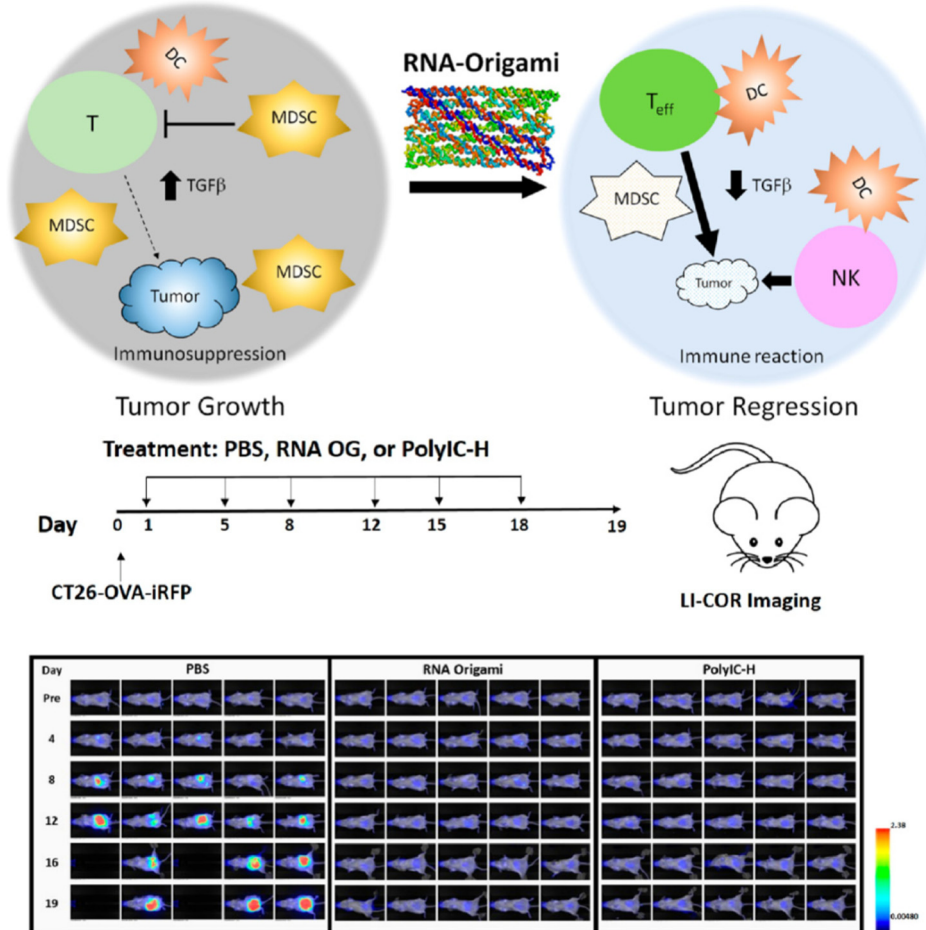 DC
T
MDSC
TGFβ
MDSC
MDSC
Tumor
Immunosuppression
Tumor Growth
RNA-Origami
Teff
DC
MDSC
TGFβ
DC
Tumor
NK
Immune reaction
Tumor Regression
Treatment: PBS, RNA OG, or PolyIC-H
Day 0 1 5 8 12 15 18 19
CT26-OVA-iRFP
LI-COR Imaging
Day PBS RNA Origami PolyIC-H
Pre
4
8
12
16
19
2.38
0.00480